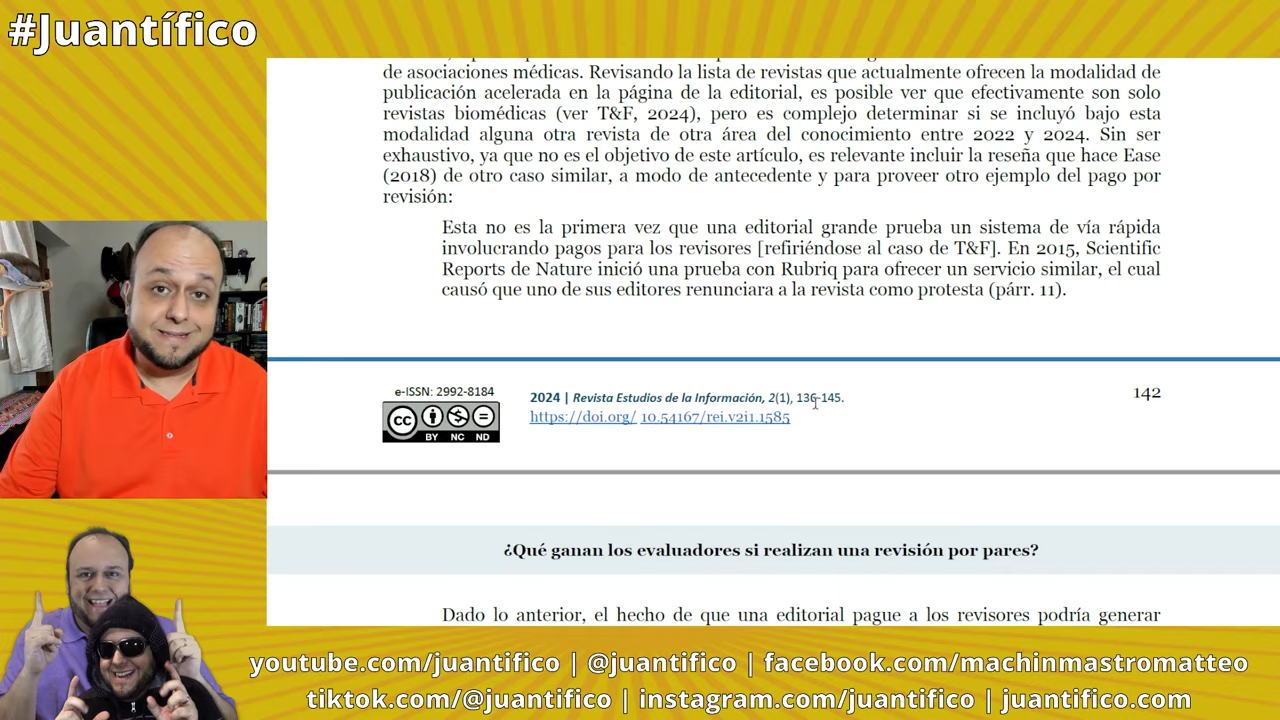 #Juantífico
de asociaciones médicas. Revisando la lista de revistas que actualmente ofrecen la modalidad de
publicación acelerada en la página de la editorial, es posible ver que efectivamente son solo
revistas biomédicas (ver T&F, 2024), pero es complejo determinar si se incluyó bajo esta
modalidad alguna otra revista de otra área del conocimiento entre 2022 y 2024. Sin ser
exhaustivo, ya que no es el objetivo de este artículo, es relevante incluir la reseña que hace Ease
(2018) de otro caso similar, a modo de antecedente y para proveer otro ejemplo del pago por
revisión:
Esta no es la primera vez que una editorial grande prueba un sistema de vía rápida
involucrando pagos para los revisores [refiriéndose al caso de T&F]. En 2015, Scientific
Reports de Nature inició una prueba con Rubriq para ofrecer un servicio similar, el cual
causó que uno de sus editores renunciara a la revista como protesta (párr. 11).
e-ISSN: 2992-8184
CC BY NC ND
2024 | Revista Estudios de la Información, 2(1), 136-145.
https://doi.org/ 10.54167/rei.v2i1.1585
142
¿Qué ganan los evaluadores si realizan una revisión por pares?
Dado lo anterior, el hecho de que una editorial pague a los revisores podría generar
youtube.com/juantifico | @juantifico | facebook.com/machinmastromatteo
tiktok.com/@juantifico | instagram.com/juantifico | juantifico.com